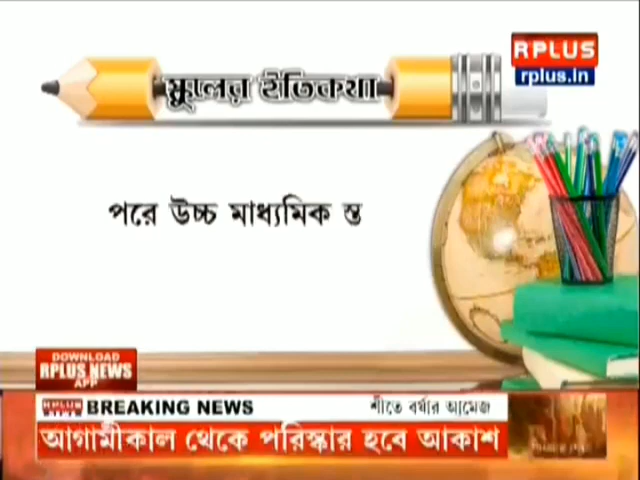 স্কুলের ইতিকথা
RPLUS
rplus.in
পরে উচ্চ মাধ্যমিক স্ত
DOWNLOAD
RPLUS NEWS
APP
BREAKING NEWS
শীতে বর্ষার আমেজ
আগামীকাল থেকে পরিস্কার হবে আকাশ